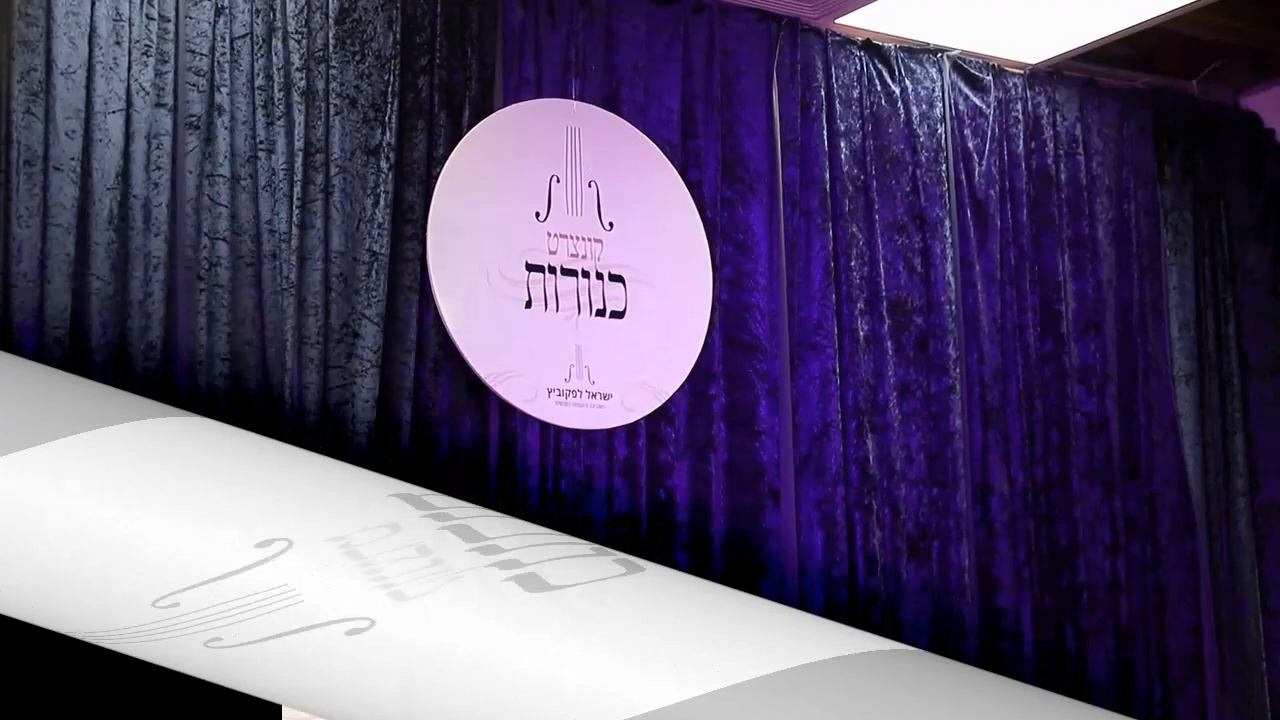 קונצרט
כנורות
ישראל לפקוביץ